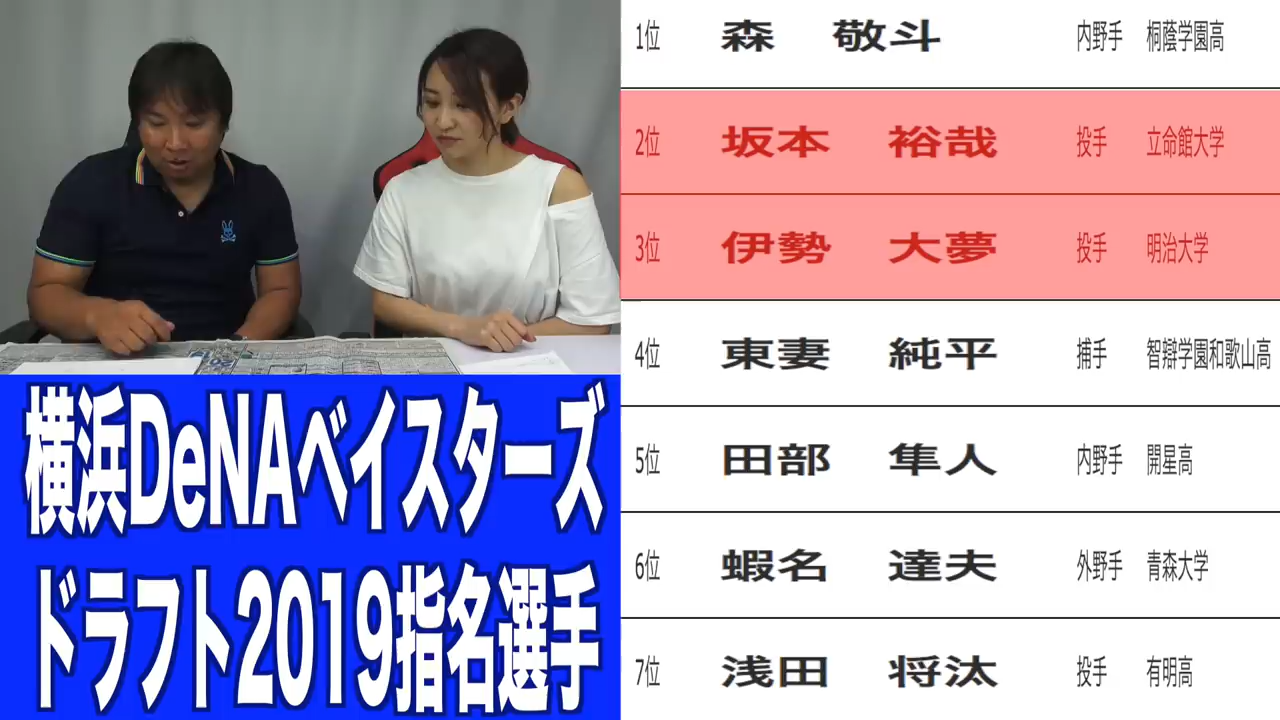 1位 森 敬斗 内野手 桐蔭学園高
2位 坂本 裕哉 投手 立命館大学
3位 伊勢 大夢 投手 明治大学
4位 東妻 純平 捕手 智辯学園和歌山高
5位 田部 隼人 内野手 開星高
6位 蝦名 達夫 外野手 青森大学
7位 浅田 将汰 投手 有明高
横浜DeNAベイスターズ
ドラフト2019指名選手